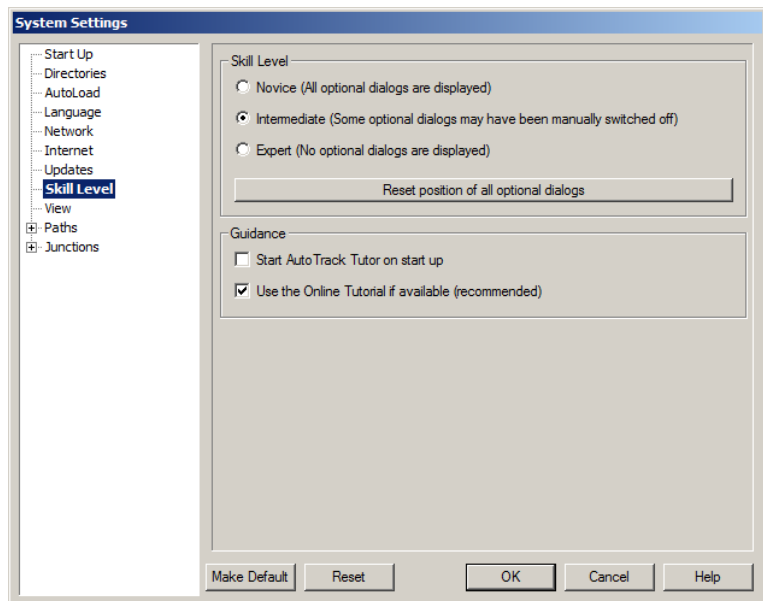 System Settings
Start Up
Directories
AutoLoad
Language
Network
Internet
Updates
Skill Level
View
Paths
Junctions
Skill Level
Novice (All optional dialogs are displayed)
Intermediate (Some optional dialogs may have been manually switched off)
Expert (No optional dialogs are displayed)
Reset position of all optional dialogs
Guidance
Start AutoTrack Tutor on start up
Use the Online Tutorial if available (recommended)
Make Default Reset OK Cancel Help